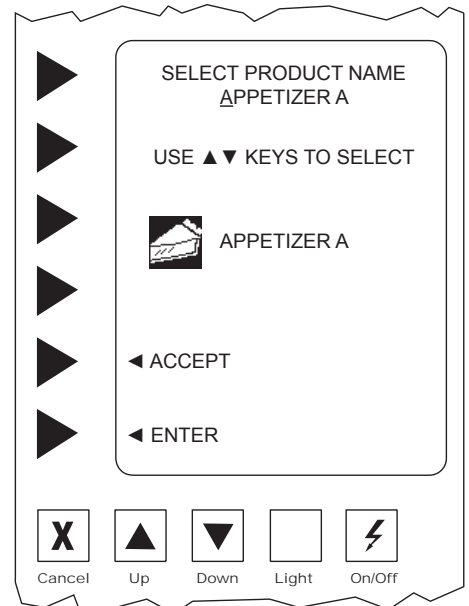 SELECT PRODUCT NAME
APPETIZER A
USE ▲▼ KEYS TO SELECT
APPETIZER A
◄ ACCEPT
◄ ENTER
X
Cancel Up Down Light On/Off